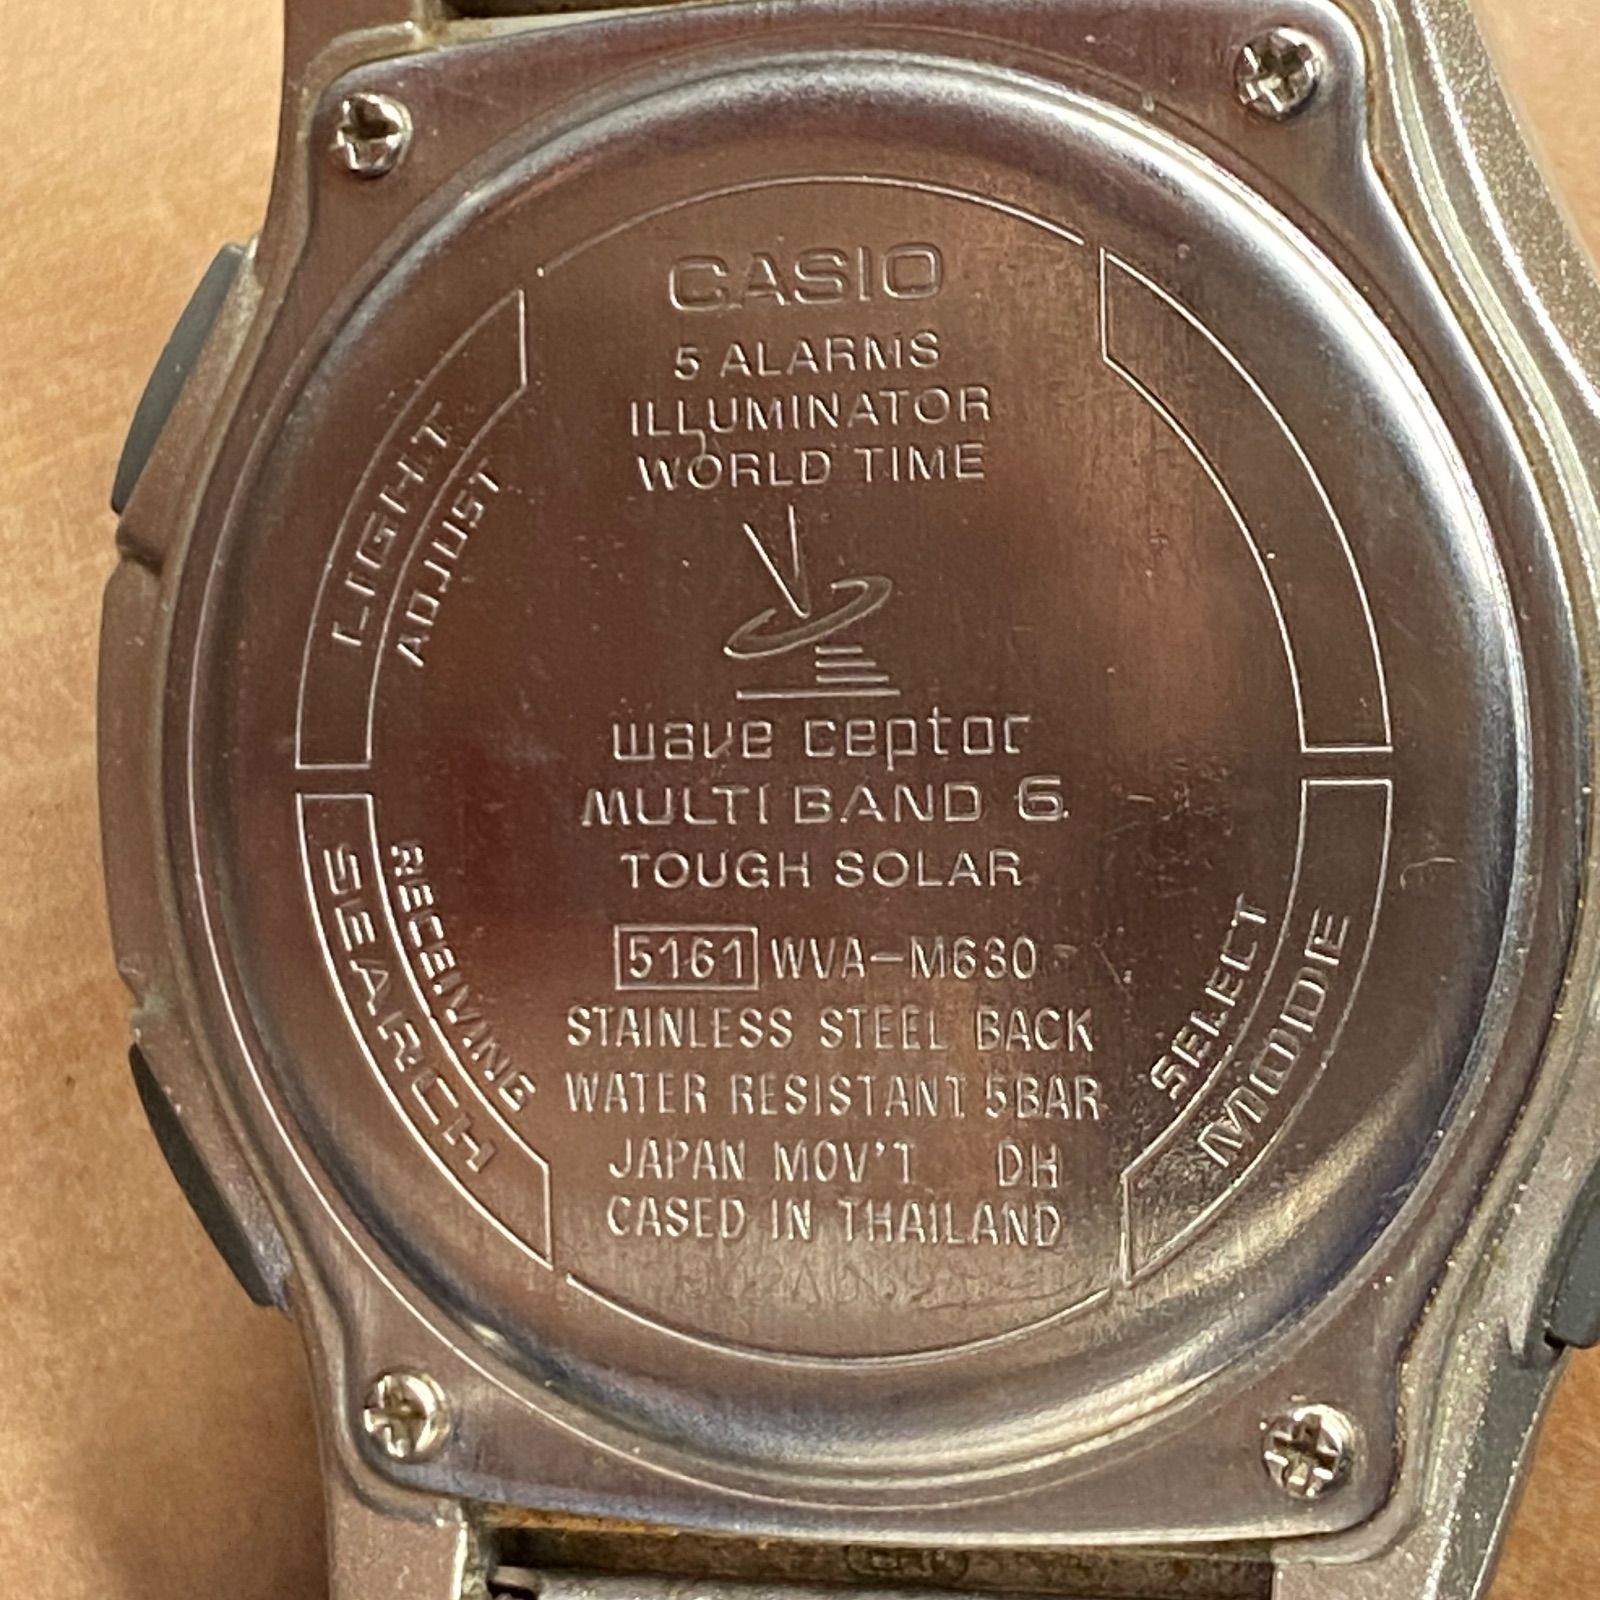 CASIO
5 ALARMS
ILLUMINATOR
WORLD TIME
wave ceptor
MULTI BAND 6
TOUGH SOLAR
5161 WVA-M630
STAINLESS STEEL BACK
WATER RESISTANT 5BAR
JAPAN MOV'T DH
CASED IN THAILAND
LIGHT
ADJUST
SEARCH
RECEIVING
SELECT
MODE